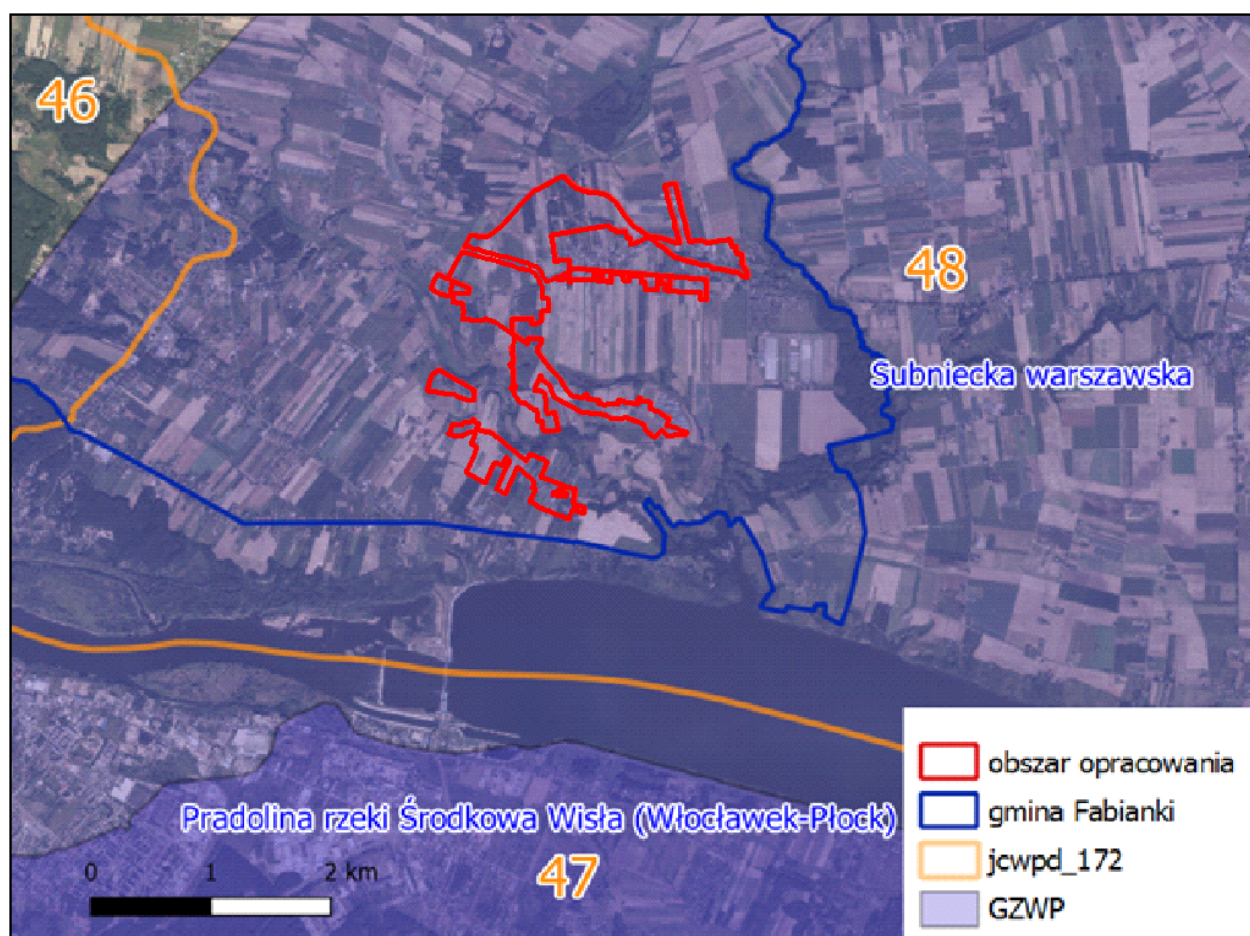 46
48
Subniecka warszawska
Pradolina rzeki Środkowa Wisła (Włocławek-Płock)
47
0 1 2 km
obszar opracowania
gmina Fabianki
jcwpd_172
GZWP